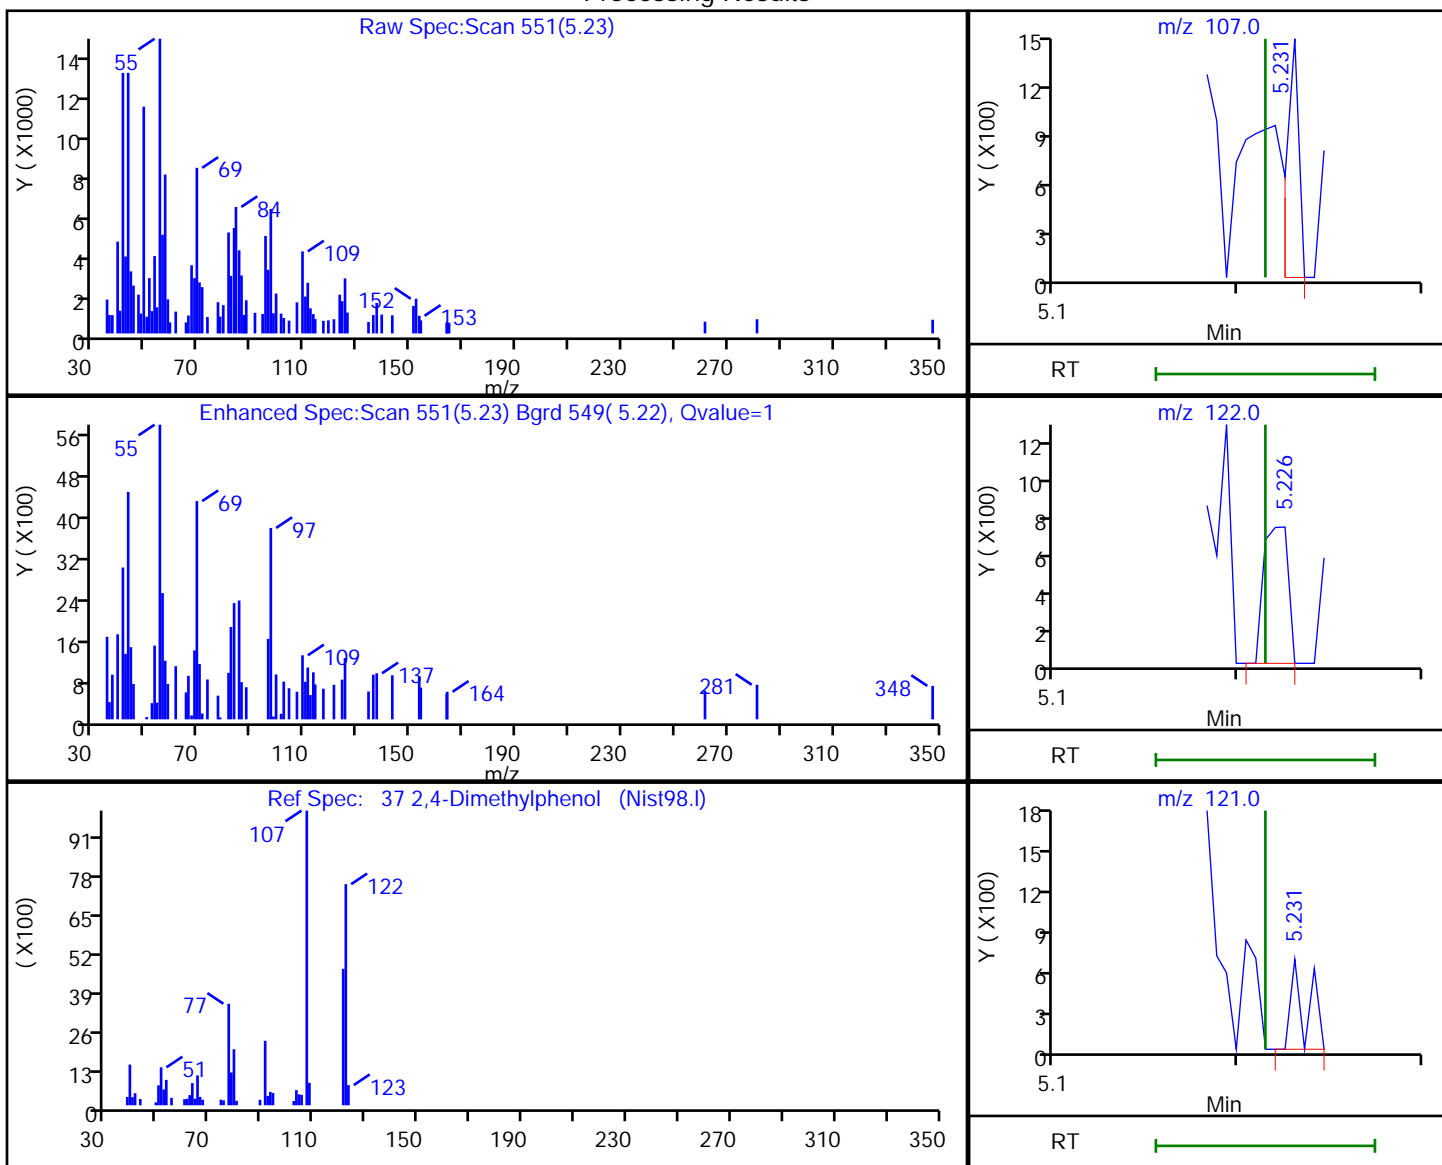 Processing Results
Raw Spec:Scan 551(5.23)
Y ( X1000)
14
12
10
8
6
4
2
0
55
69
84
109
152
153
30 70 110 150 190 230 270 310 350
m/z
m/z 107.0
Y ( X100)
15
12
9
6
3
0
5.231
5.1
Min
RT
Enhanced Spec:Scan 551(5.23) Bgrd 549( 5.22), Qvalue=1
Y ( X100)
56
48
40
32
24
16
8
0
55
69
97
109
137
164
281
348
30 70 110 150 190 230 270 310 350
m/z
m/z 122.0
Y ( X100)
12
10
8
6
4
2
0
5.226
5.1
Min
RT
Ref Spec: 37 2,4-Dimethylphenol (Nist98.l)
( X100)
91
78
65
52
39
26
13
0
107
122
77
51
123
30 70 110 150 190 230 270 310 350
m/z 121.0
Y ( X100)
18
15
12
9
6
3
0
5.231
5.1
Min
RT